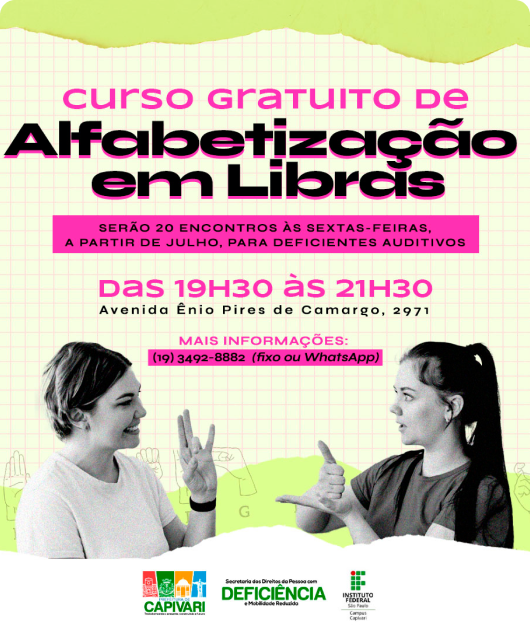 Curso Gratuito de
Alfabetização
em Libras
SERÃO 20 ENCONTROS ÀS SEXTAS-FEIRAS,
A PARTIR DE JULHO, PARA DEFICIENTES AUDITIVOS
Das 19H30 às 21H30
Avenida Ênio Pires de Camargo, 2971
MAIS INFORMAÇÕES:
(19) 3492-8882 (fixo ou WhatsApp)
G
CAPIVARI
Secretaria dos Direitos da Pessoa com
DEFICIÊNCIA
e Mobilidade Reduzida
INSTITUTO
FEDERAL
São Paulo
Campus
Capivari